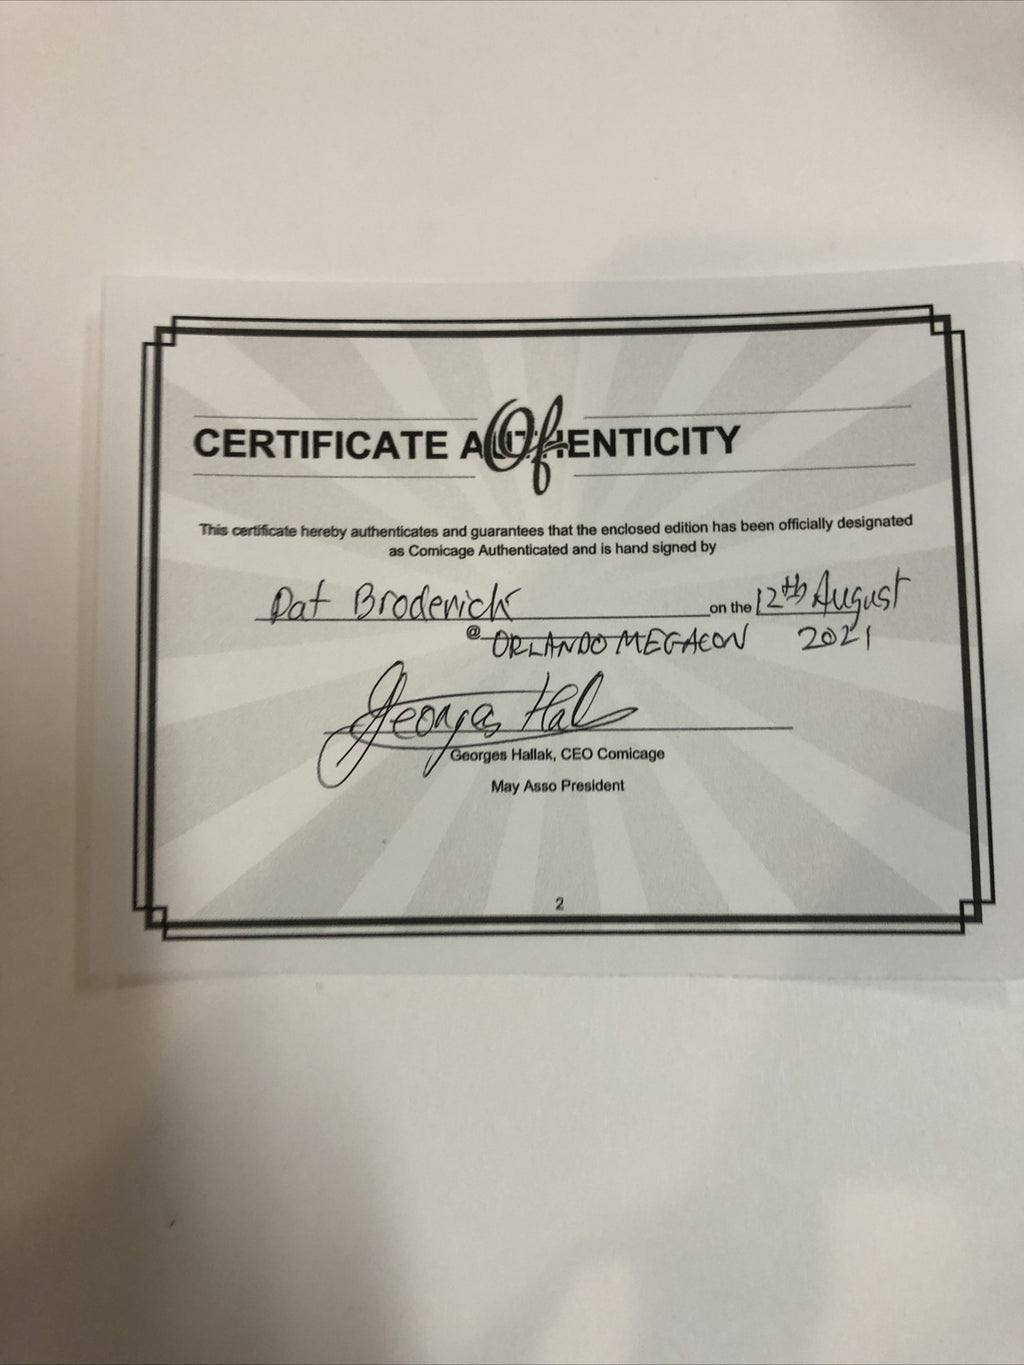 CERTIFICATE Of AUTHENTICITY
This certificate hereby authenticates and guarantees that the enclosed edition has been officially designated
as Comicage Authenticated and is hand signed by
Pat Broderick on the 12th August
@ ORLANDO MEGACON 2021
Georges Hal
Georges Hallak, CEO Comicage
May Asso President
2